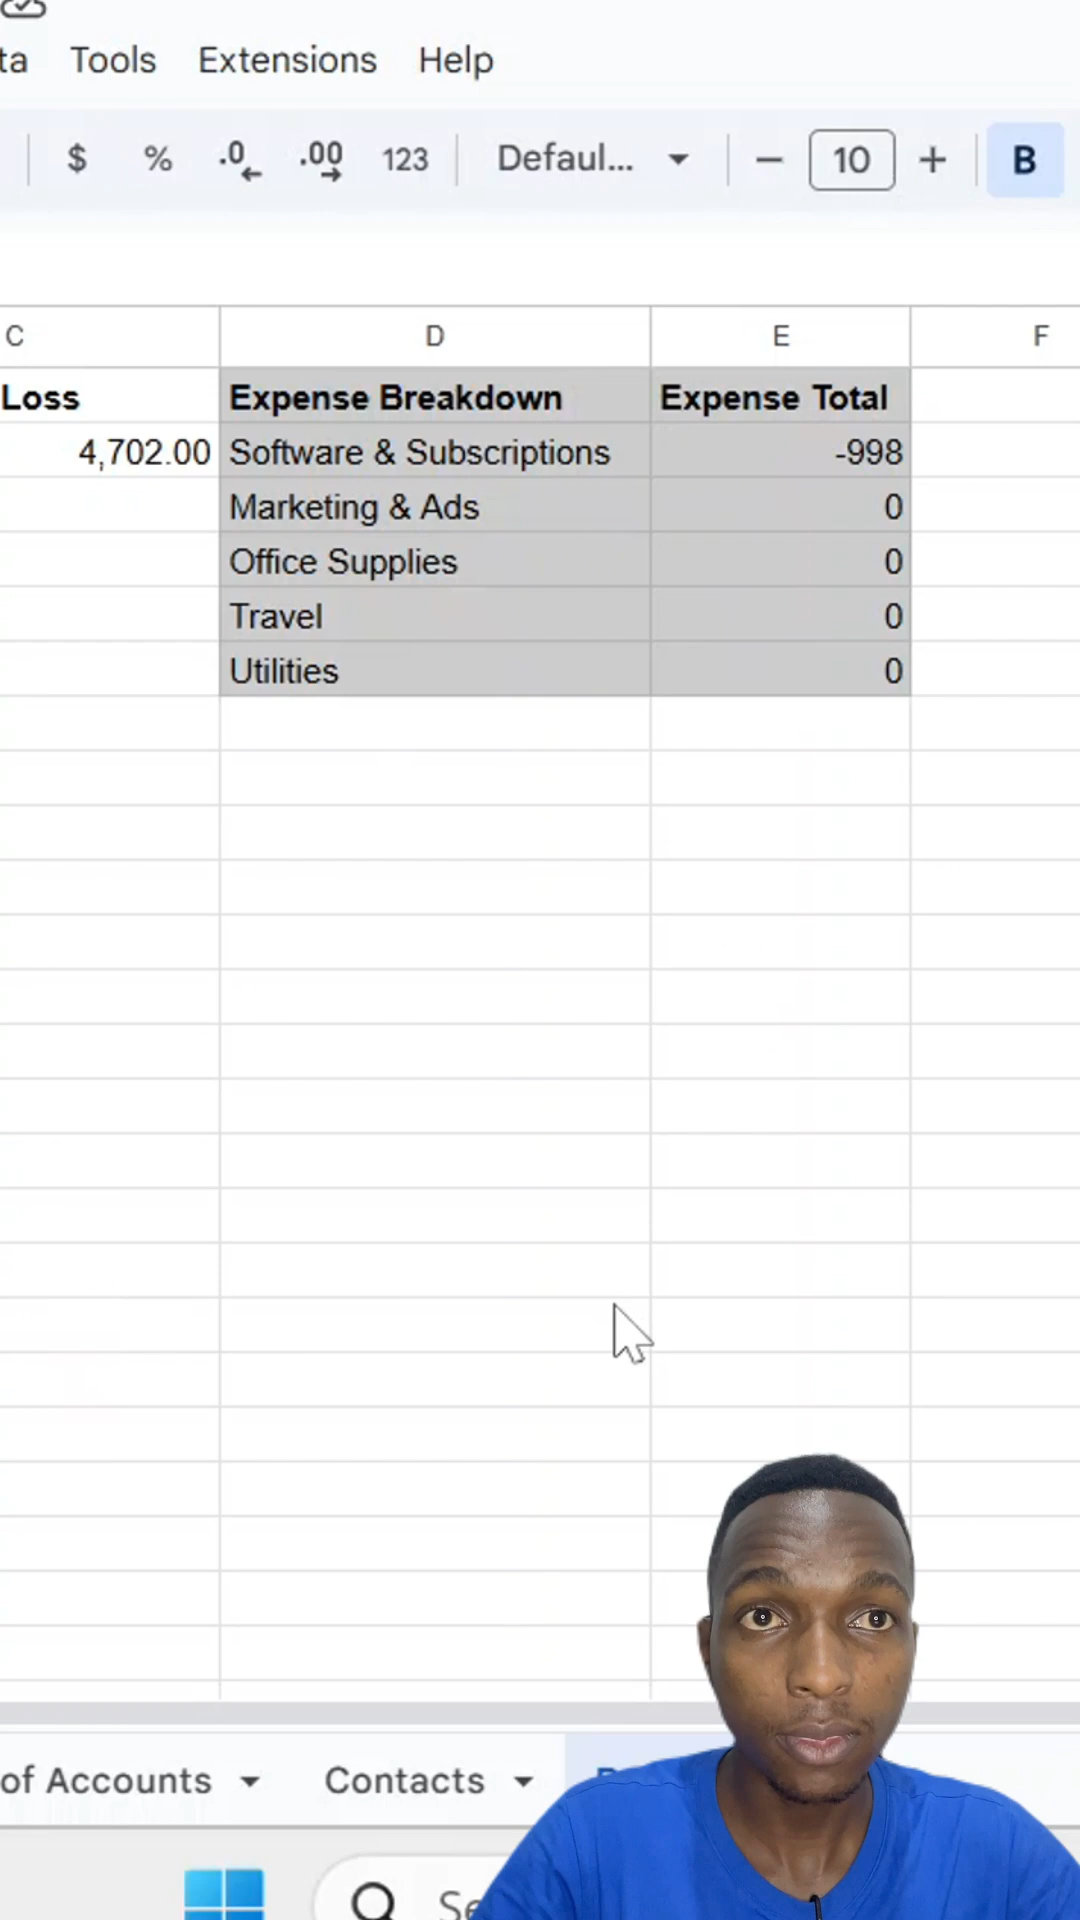 ta Tools Extensions Help
$ % .0 .00 123 Defaul... 10 B
C D E F
Loss Expense Breakdown Expense Total
4,702.00 Software & Subscriptions -998
Marketing & Ads 0
Office Supplies 0
Travel 0
Utilities 0
of Accounts Contacts
Se